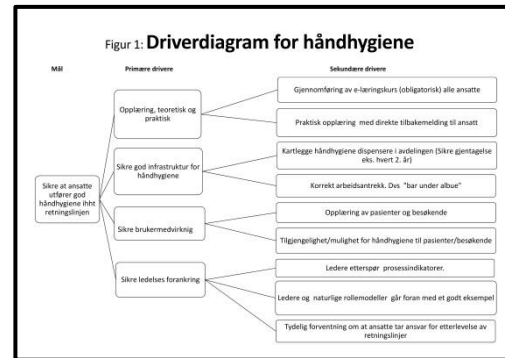 Figur 1: Driverdiagram for håndhygiene
Mål
Primære drivere
Sekundære drivere
Sikre at ansatte
utfører god
håndhygiene ihht
retningslinjen
Opplæring, teoretisk og
praktisk
Sikre god infrastruktur for
håndhygiene
Sikre brukermedvirknig
Sikre ledelses forankring
Gjennomføring av e-læringskurs (obligatorisk) alle ansatte
Praktisk opplæring med direkte tilbakemelding til ansatt
Kartlegge håndhygiene dispensere i avdelingen (Sikre gjentagelse
eks. hvert 2. år)
Korrekt arbeidsantrekk. Dvs "bar under albue"
Opplæring av pasienter og besøkende
Tilgjengelighet/mulighet for håndhygiene til pasienter/besøkende
Ledere etterspør prosessindikatorer.
Ledere og naturlige rollemodeller går foran med et godt eksempel
Tydelig forventning om at ansatte tar ansvar for etterlevelse av
retningslinjer